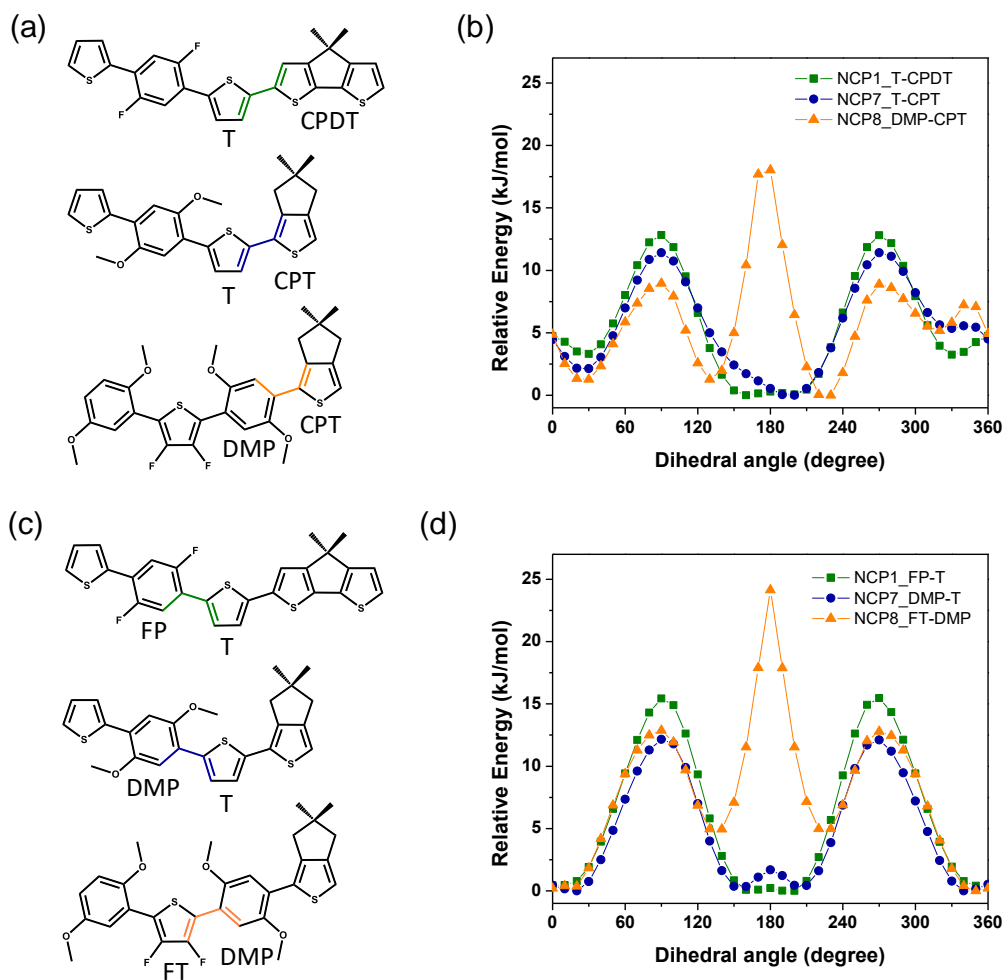 (a)
F
S
S
F
S
S
T
CPDT
S
O
S
O
S
T
CPT
O
O
S
O
S
F
F
DMP
O
CPT
(b)
NCP1_T-CPDT
NCP7_T-CPT
NCP8_DMP-CPT
Relative Energy (kJ/mol)
25
20
15
10
5
0
0 60 120 180 240 300 360
Dihedral angle (degree)
(c)
F
S
S
F
S
S
FP
T
S
O
S
O
S
DMP
T
O
O
S
O
S
F
F
FT
DMP
(d)
NCP1_FP-T
NCP7_DMP-T
NCP8_FT-DMP
Relative Energy (kJ/mol)
25
20
15
10
5
0
0 60 120 180 240 300 360
Dihedral angle (degree)